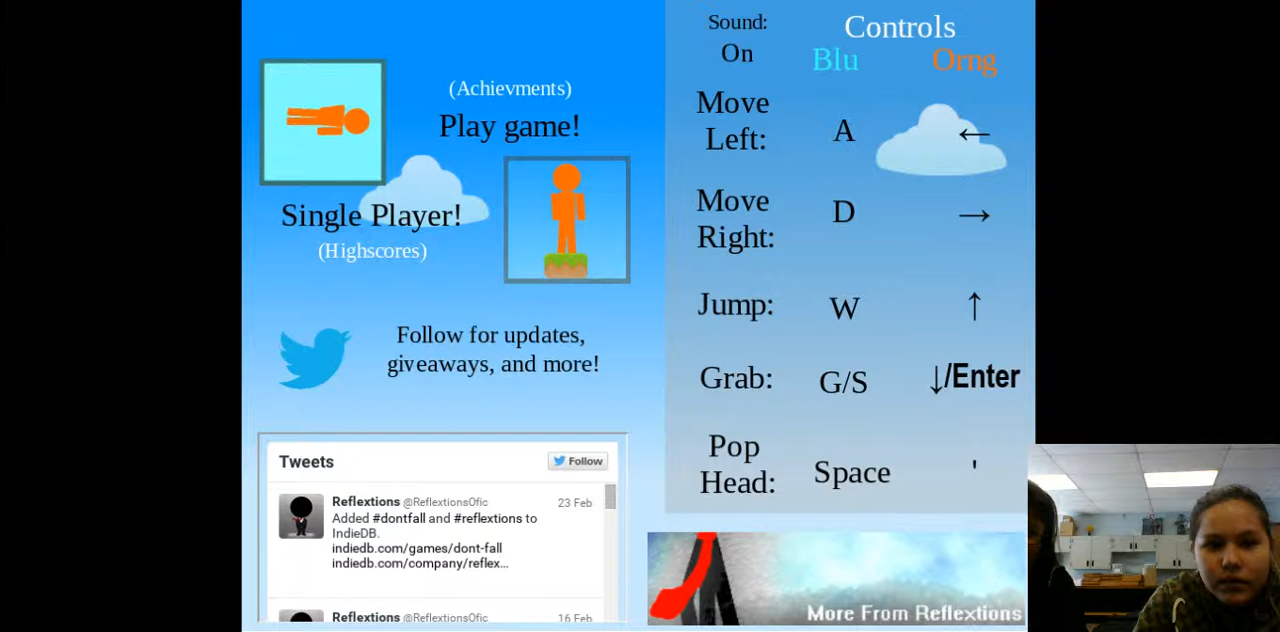 (Achievments)
Play game!
Single Player!
(Highscores)
Follow for updates,
giveaways, and more!
Tweets
Follow
Reflextions @ReflextionsOfic 23 Feb
Added #dontfall and #reflextions to
IndieDB.
indiedb.com/games/dont-fall
indiedb.com/company/reflex...
Reflextions @ReflextionsOfic 16 Feb
Sound:
On
Controls
Blu Orng
Move
Left: A ←
Move
Right: D →
Jump: W ↑
Grab: G/S ↓/Enter
Pop
Head: Space '
More From Reflextions